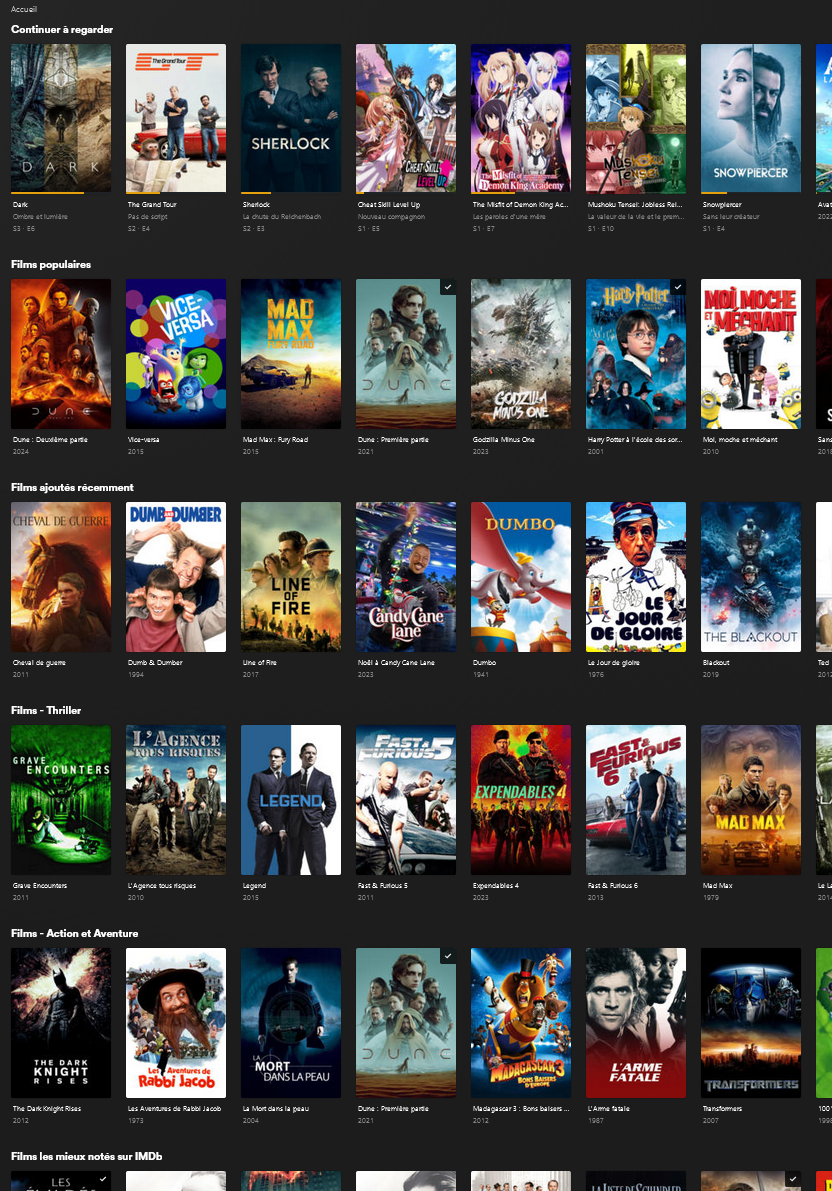 Accueil
Continuer à regarder
DARK
The Grand Tour
GT
SHERLOCK
CHEAT SKILL
LEVEL UP
The Misfit of
Demon King Academy
Mushoku
Tensei
SNOWPIERCER
Dark
The Grand Tour
Sherlock
Cheat Skill Level Up
The Misfit of Demon King Ac...
Mushoku Tensei: Jobless Rei...
Snowpiercer
Avat
Ombre et lumière
Pas de script
La chute du Reichenbach
Nouveau compagnon
Les paroles d'une mère
La valeur de la vie et le prem...
Sans leur créateur
2022
S3 · E6
S2 · E4
S2 · E3
S1 · E5
S1 · E7
S1 · E10
S1 · E4
Films populaires
DUNE
VICE-
VERSA
MAD
MAX
FURY ROAD
DUNE
GODZILLA
MINUS ONE
Harry Potter
MOI, MOCHE
ET MÉCHANT
Dune : Deuxième partie
Vice-versa
Mad Max : Fury Road
Dune : Première partie
Godzilla Minus One
Harry Potter à l'école des sor...
Moi, moche et méchant
Sans
2024
2015
2015
2021
2023
2001
2010
2018
Films ajoutés récemment
CHEVAL DE GUERRE
DUMB AND DUMBER
LINE
OF
FIRE
Candy Cane
Lane
DUMBO
LE
JOUR
DE GLOIRE
THE BLACKOUT
Cheval de guerre
Dumb & Dumber
Line of Fire
Noël à Candy Cane Lane
Dumbo
Le Jour de gloire
Blackout
Ted
2011
1994
2017
2023
1941
1976
2019
2012
Films - Thriller
GRAVE
ENCOUNTERS
L'AGENCE
TOUS RISQUES
LEGEND
FAST &
FURIOUS 5
EXPENDABLES 4
FAST &
FURIOUS
6
MAD MAX
Grave Encounters
L'Agence tous risques
Legend
Fast & Furious 5
Expendables 4
Fast & Furious 6
Mad Max
Le La
2011
2010
2015
2011
2023
2013
1979
2014
Films - Action et Aventure
THE DARK
KNIGHT
RISES
Les Aventures de
Rabbi Jacob
LA
MORT
DANS LA PEAU
DUNE
MADAGASCAR 3
BONS BAISERS
D'EUROPE
L'ARME
FATALE
TRANSFORMERS
The Dark Knight Rises
Les Aventures de Rabbi Jacob
La Mort dans la peau
Dune : Première partie
Madagascar 3 : Bons baisers ...
L'Arme fatale
Transformers
1001
2012
1973
2004
2021
2012
1987
2007
1998
Films les mieux notés sur IMDb
LES
LA LISTE DE SCHINDLER